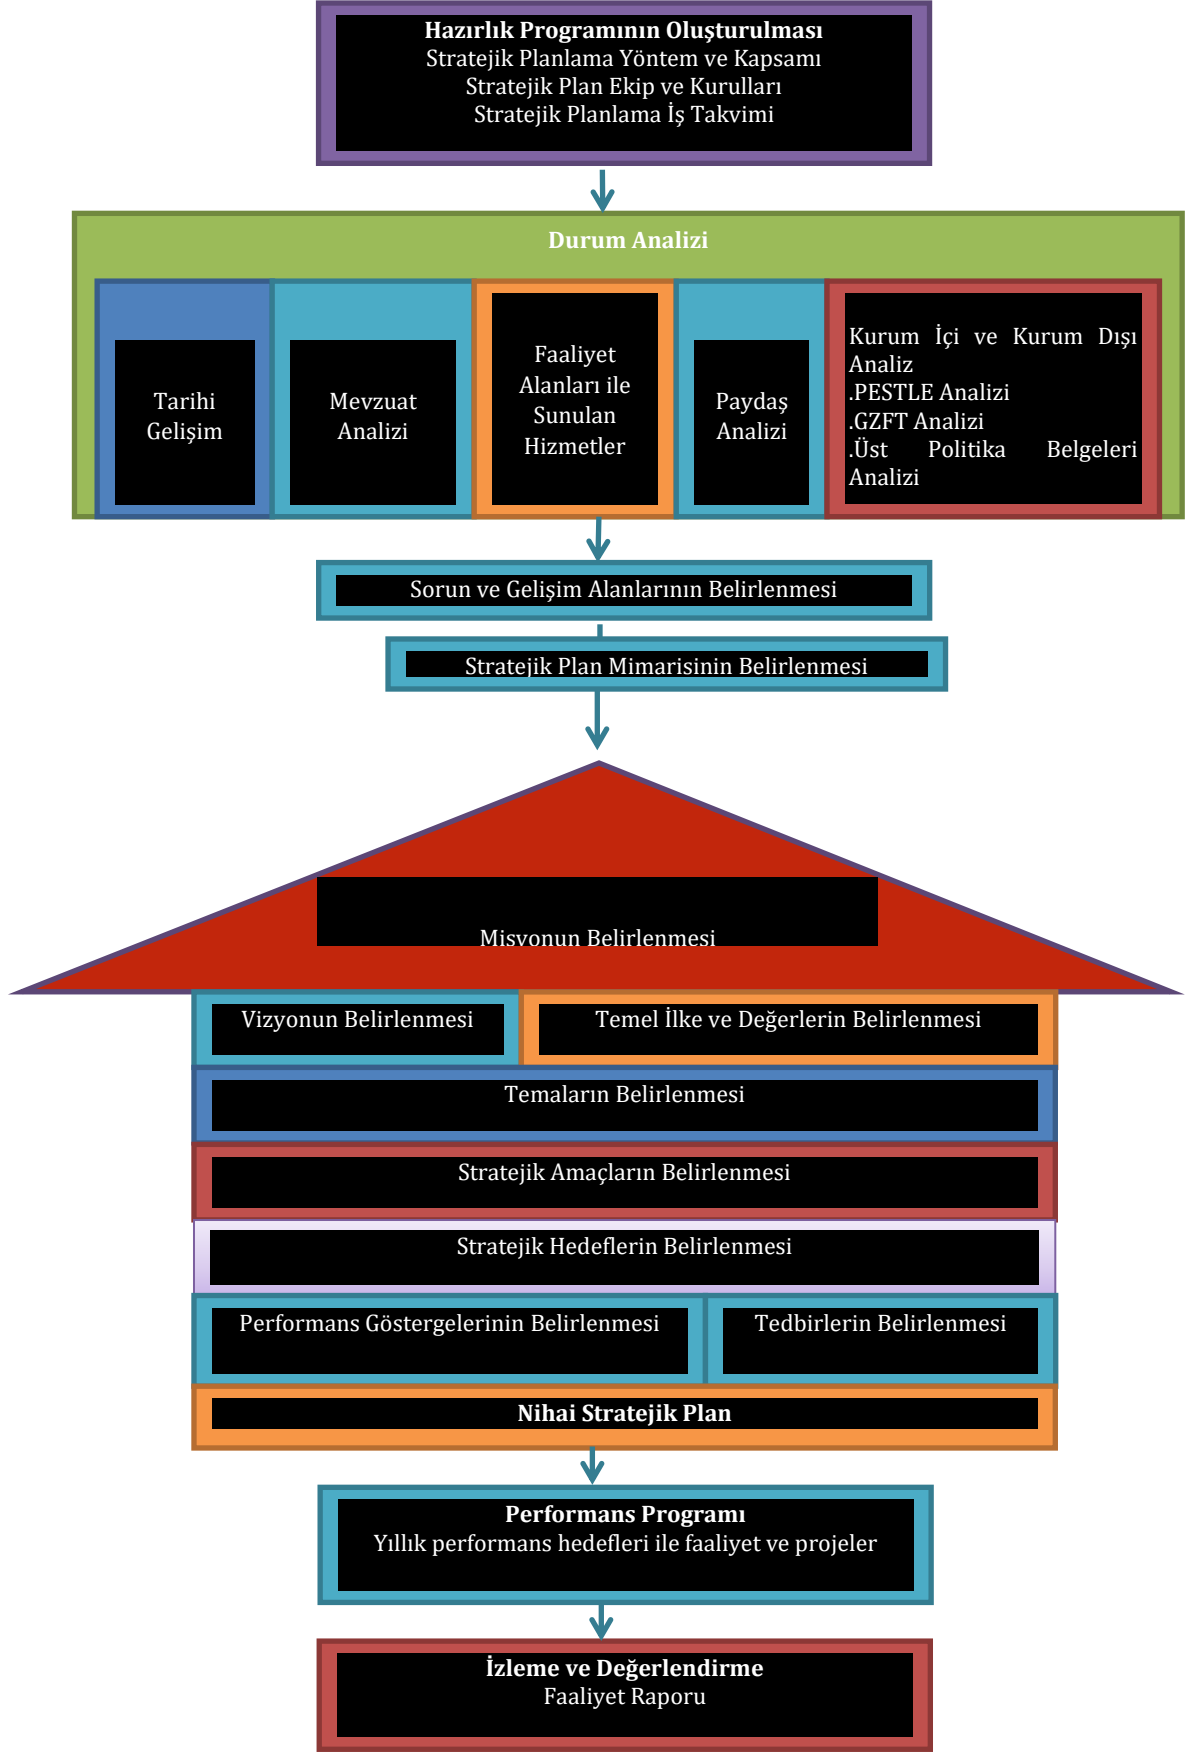 Hazırlık Programının Oluşturulması
Stratejik Planlama Yöntem ve Kapsamı
Stratejik Plan Ekip ve Kurulları
Stratejik Planlama İş Takvimi
Durum Analizi
Tarihi
Gelişim
Mevzuat
Analizi
Faaliyet
Alanları ile
Sunulan
Hizmetler
Paydaş
Analizi
Kurum İçi ve Kurum Dışı
Analiz
.PESTLE Analizi
.GZFT Analizi
.Üst Politika Belgeleri
Analizi
Sorun ve Gelişim Alanlarının Belirlenmesi
Stratejik Plan Mimarisinin Belirlenmesi
Misyonun Belirlenmesi
Vizyonun Belirlenmesi
Temel İlke ve Değerlerin Belirlenmesi
Temaların Belirlenmesi
Stratejik Amaçların Belirlenmesi
Stratejik Hedeflerin Belirlenmesi
Performans Göstergelerinin Belirlenmesi
Tedbirlerin Belirlenmesi
Nihai Stratejik Plan
Performans Programı
Yıllık performans hedefleri ile faaliyet ve projeler
İzleme ve Değerlendirme
Faaliyet Raporu